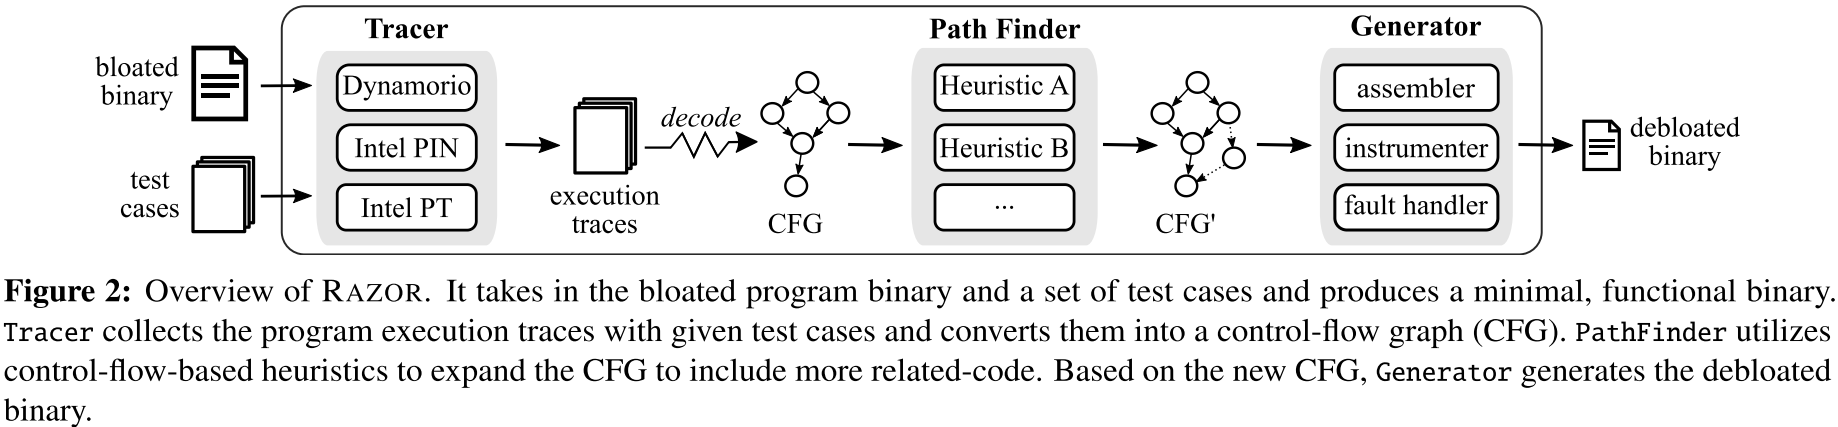 Tracer
Path Finder
Generator
bloated
binary
test
cases
Dynamorio
Intel PIN
Intel PT
execution
traces
decode
CFG
Heuristic A
Heuristic B
...
CFG'
assembler
instrumenter
fault handler
debloated
binary
Figure 2: Overview of RAZOR. It takes in the bloated program binary and a set of test cases and produces a minimal, functional binary.
Tracer collects the program execution traces with given test cases and converts them into a control-flow graph (CFG). PathFinder utilizes
control-flow-based heuristics to expand the CFG to include more related-code. Based on the new CFG, Generator generates the debloated
binary.